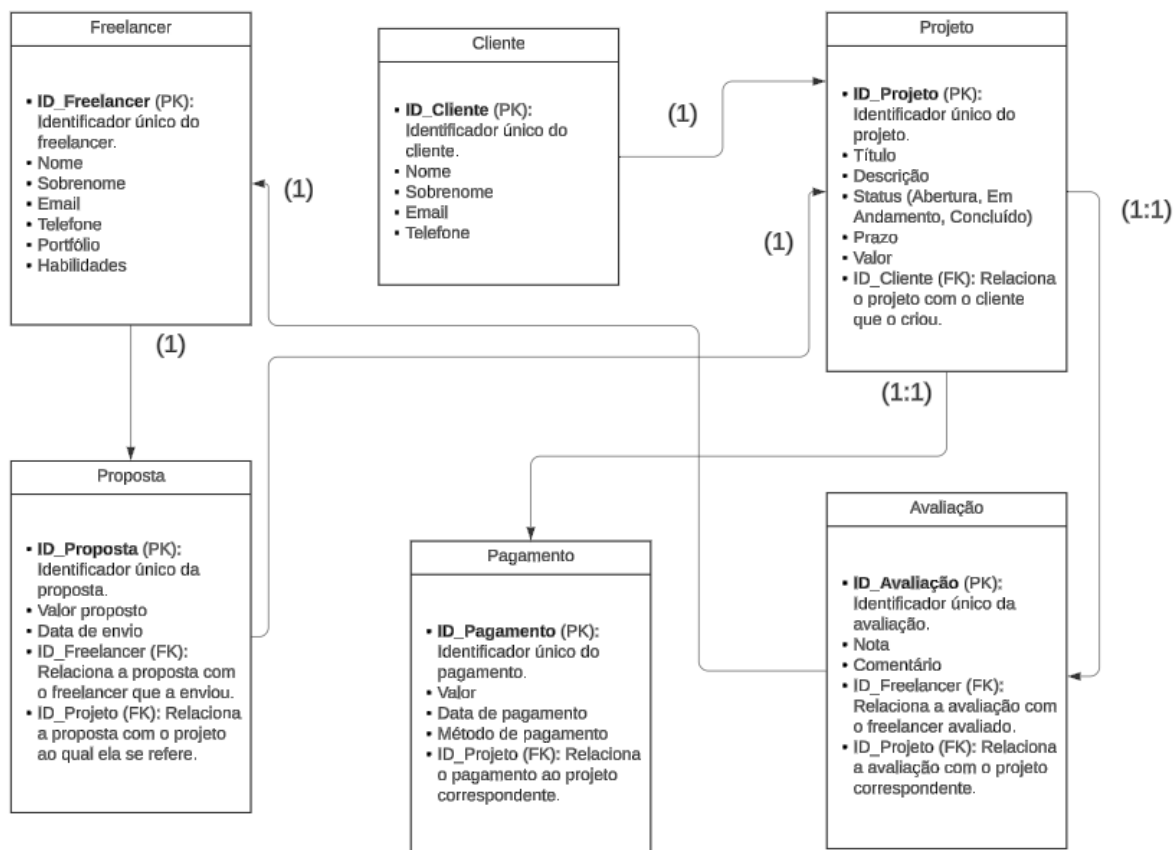 Freelancer
▪ ID_Freelancer (PK):
Identificador único do
freelancer.
▪ Nome
▪ Sobrenome
▪ Email
▪ Telefone
▪ Portfólio
▪ Habilidades
(1)
(1)
Cliente
▪ ID_Cliente (PK):
Identificador único do
cliente.
▪ Nome
▪ Sobrenome
▪ Email
▪ Telefone
(1)
(1)
Projeto
▪ ID_Projeto (PK):
Identificador único do
projeto.
▪ Título
▪ Descrição
▪ Status (Abertura, Em
Andamento, Concluído)
▪ Prazo
▪ Valor
▪ ID_Cliente (FK): Relaciona
o projeto com o cliente
que o criou.
(1:1)
(1:1)
Proposta
▪ ID_Proposta (PK):
Identificador único da
proposta.
▪ Valor proposto
▪ Data de envio
▪ ID_Freelancer (FK):
Relaciona a proposta com
o freelancer que a enviou.
▪ ID_Projeto (FK): Relaciona
a proposta com o projeto
ao qual ela se refere.
Pagamento
▪ ID_Pagamento (PK):
Identificador único do
pagamento.
▪ Valor
▪ Data de pagamento
▪ Método de pagamento
▪ ID_Projeto (FK): Relaciona
o pagamento ao projeto
correspondente.
Avaliação
▪ ID_Avaliação (PK):
Identificador único da
avaliação.
▪ Nota
▪ Comentário
▪ ID_Freelancer (FK):
Relaciona a avaliação com
o freelancer avaliado.
▪ ID_Projeto (FK): Relaciona
a avaliação com o projeto
correspondente.